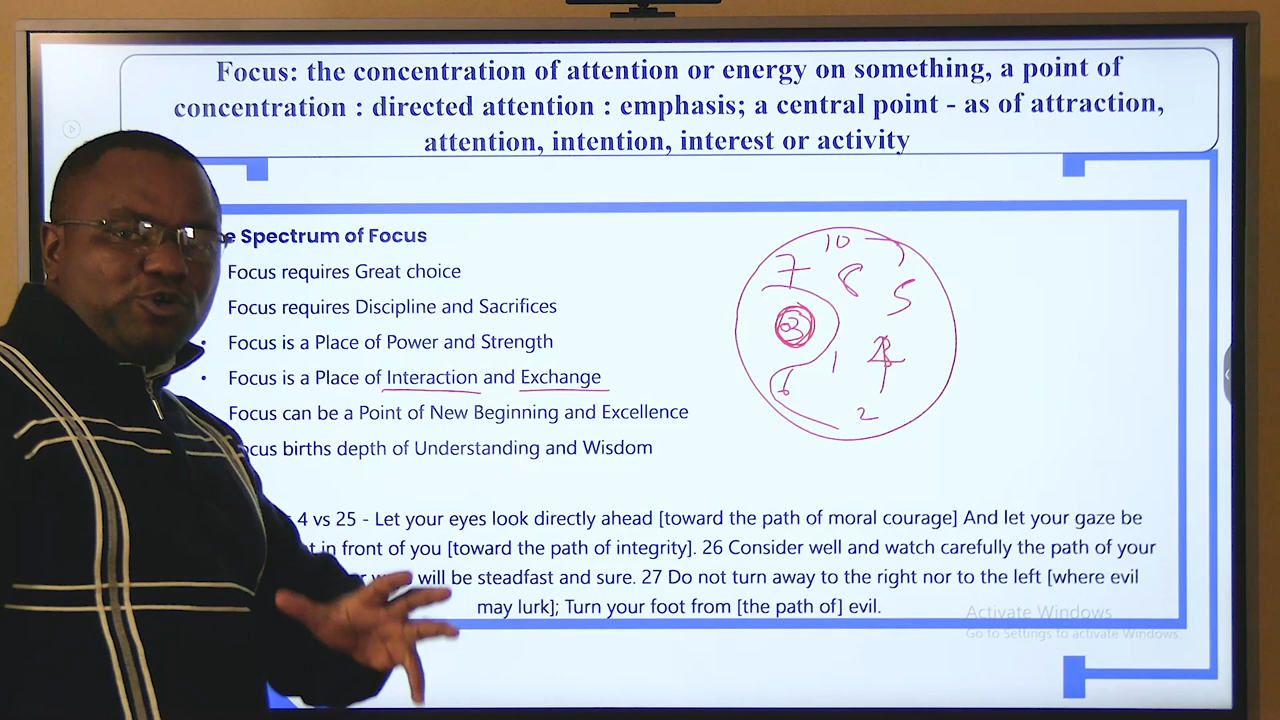 Focus: the concentration of attention or energy on something, a point of
concentration : directed attention : emphasis; a central point - as of attraction,
attention, intention, interest or activity
Spectrum of Focus
Focus requires Great choice
Focus requires Discipline and Sacrifices
• Focus is a Place of Power and Strength
• Focus is a Place of Interaction and Exchange
Focus can be a Point of New Beginning and Excellence
births depth of Understanding and Wisdom
10
7 8 5
3
1 4
6
2
4 vs 25 - Let your eyes look directly ahead [toward the path of moral courage] And let your gaze be
in front of you [toward the path of integrity]. 26 Consider well and watch carefully the path of your
will be steadfast and sure. 27 Do not turn away to the right nor to the left [where evil
may lurk]; Turn your foot from [the path of] evil.
Activate Windows
Go to Settings to activate Windows.